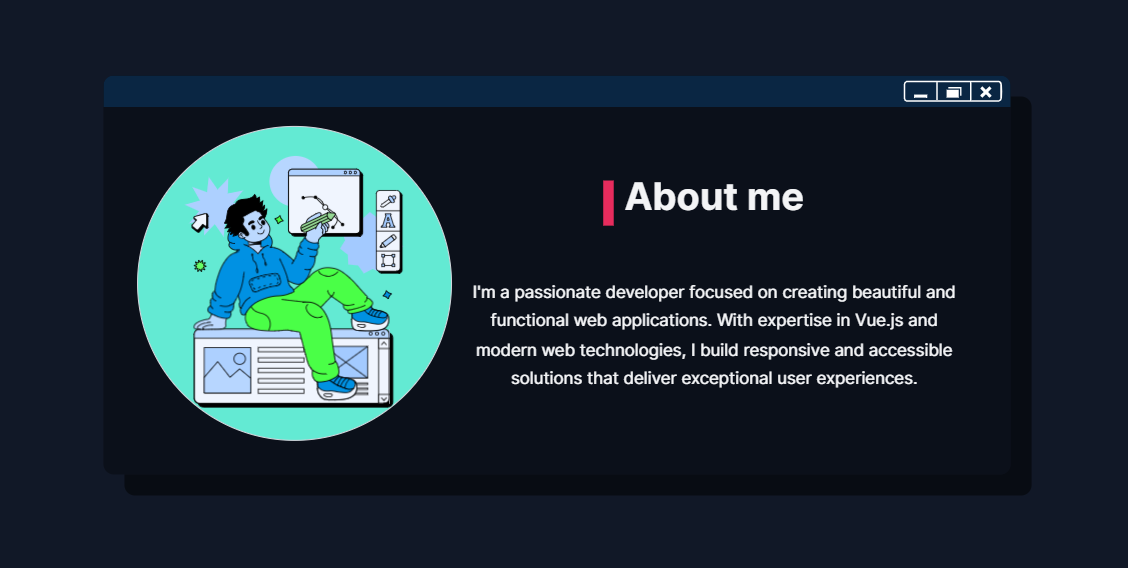 About me
A
I'm a passionate developer focused on creating beautiful and
functional web applications. With expertise in Vue.js and
modern web technologies, I build responsive and accessible
solutions that deliver exceptional user experiences.